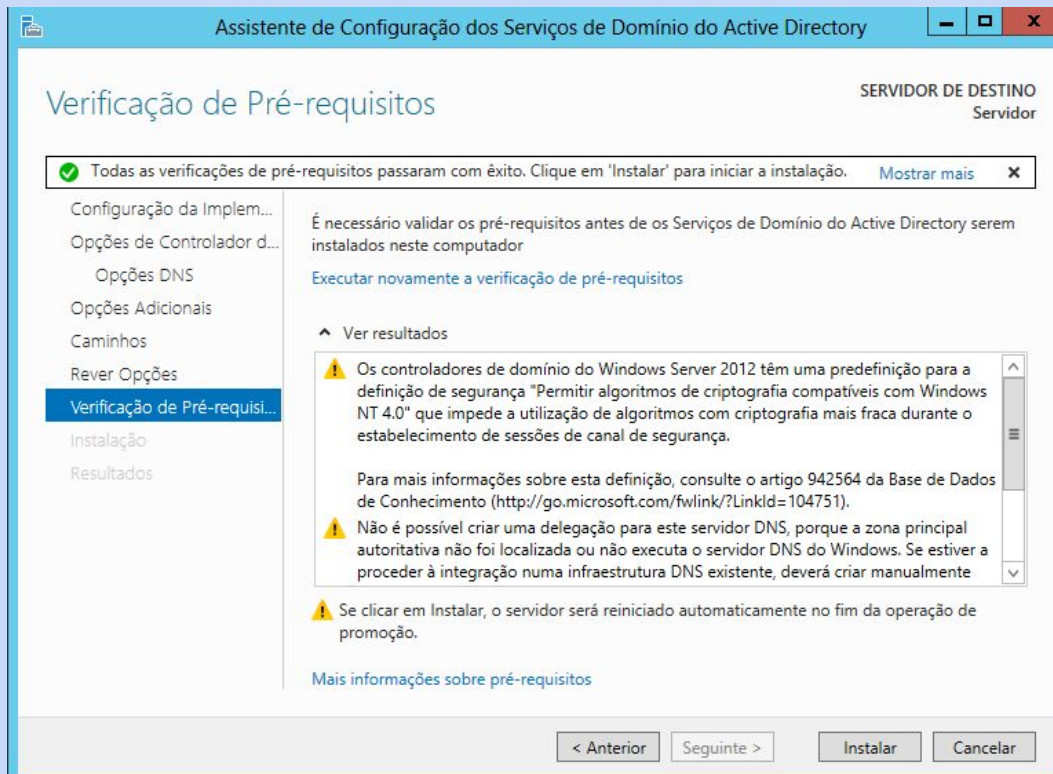 Assistente de Configuração dos Serviços de Domínio do Active Directory
Verificação de Pré-requisitos
SERVIDOR DE DESTINO
Servidor
Todas as verificações de pré-requisitos passaram com êxito. Clique em 'Instalar' para iniciar a instalação. Mostrar mais
Configuração da Implem...
Opções de Controlador d...
Opções DNS
Opções Adicionais
Caminhos
Rever Opções
Verificação de Pré-requisi...
Instalação
Resultados
É necessário validar os pré-requisitos antes de os Serviços de Domínio do Active Directory serem
instalados neste computador
Executar novamente a verificação de pré-requisitos
Ver resultados
Os controladores de domínio do Windows Server 2012 têm uma predefinição para a
definição de segurança "Permitir algoritmos de criptografia compatíveis com Windows
NT 4.0" que impede a utilização de algoritmos com criptografia mais fraca durante o
estabelecimento de sessões de canal de segurança.
Para mais informações sobre esta definição, consulte o artigo 942564 da Base de Dados
de Conhecimento (http://go.microsoft.com/fwlink/?LinkId=104751).
Não é possível criar uma delegação para este servidor DNS, porque a zona principal
autoritativa não foi localizada ou não executa o servidor DNS do Windows. Se estiver a
proceder à integração numa infraestrutura DNS existente, deverá criar manualmente
Se clicar em Instalar, o servidor será reiniciado automaticamente no fim da operação de
promoção.
Mais informações sobre pré-requisitos
< Anterior
Seguinte >
Instalar
Cancelar